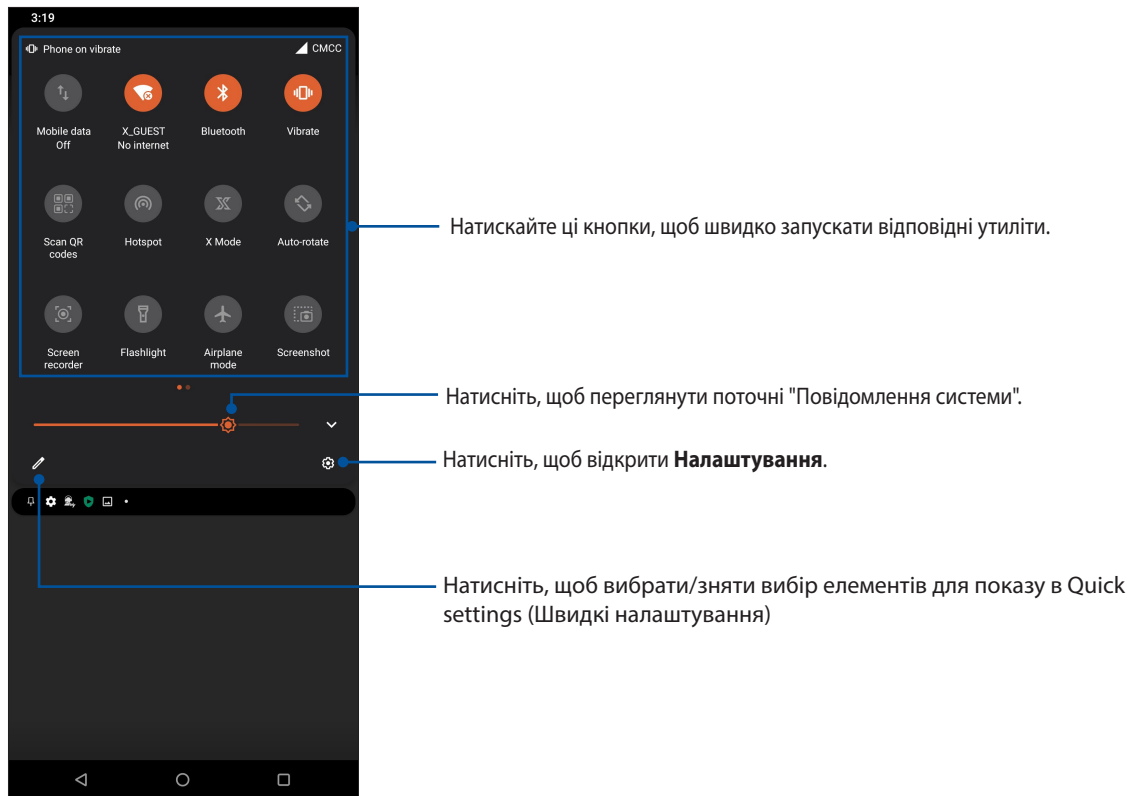 3:19
Phone on vibrate CMCC
Mobile data X_GUEST Bluetooth Vibrate
Off No internet
Scan QR Hotspot X Mode Auto-rotate
codes
Натискайте ці кнопки, щоб швидко запускати відповідні утиліти.
Screen Flashlight Airplane Screenshot
recorder mode
Натисніть, щоб переглянути поточні "Повідомлення системи".
Натисніть, щоб відкрити Налаштування.
Натисніть, щоб вибрати/зняти вибір елементів для показу в Quick
settings (Швидкі налаштування)